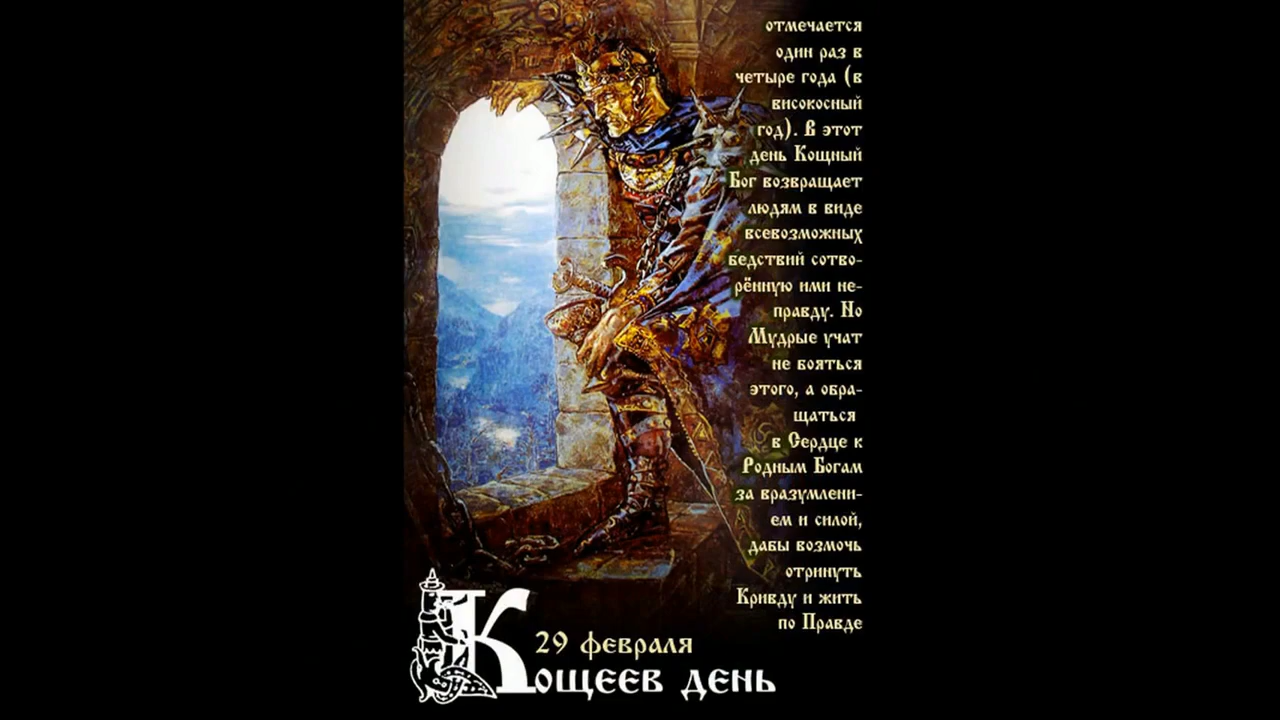 отмечается
один раз в
четыре года (в
високосный
год). В этот
день Кощный
Бог возвращает
людям в виде
всевозможных
бедствий сотво-
рённую ими не-
правду. Но
Мудрые учат
не бояться
этого, а обра-
щаться
в Сердце к
Родным Богам
за вразумлени-
ем и силой,
дабы возмочь
отринуть
Кривду и жить
по Правде
29 февраля
Кощеев день